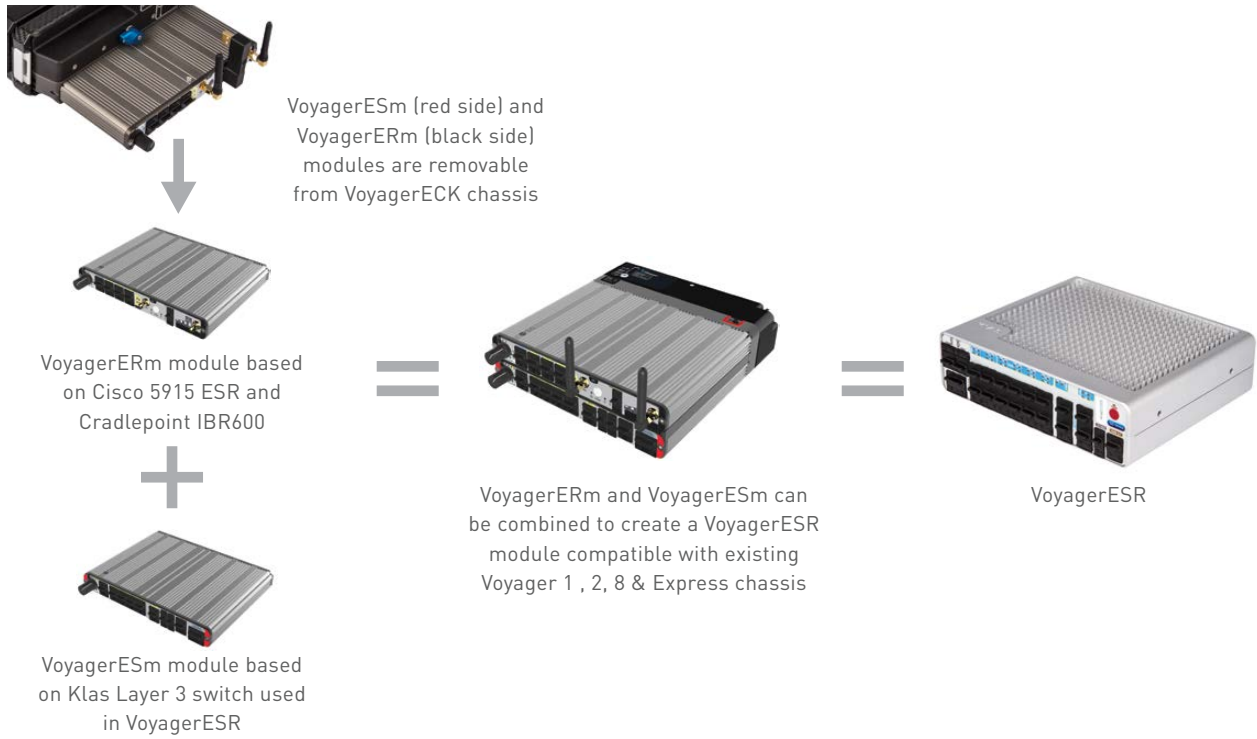 VoyagerESm (red side) and
VoyagerERm (black side)
modules are removable
from VoyagerECK chassis
VoyagerERm module based
on Cisco 5915 ESR and
Cradlepoint IBR600
VoyagerERm and VoyagerESm can
be combined to create a VoyagerESR
module compatible with existing
Voyager 1 , 2, 8 & Express chassis
VoyagerESR
VoyagerESm module based
on Klas Layer 3 switch used
in VoyagerESR